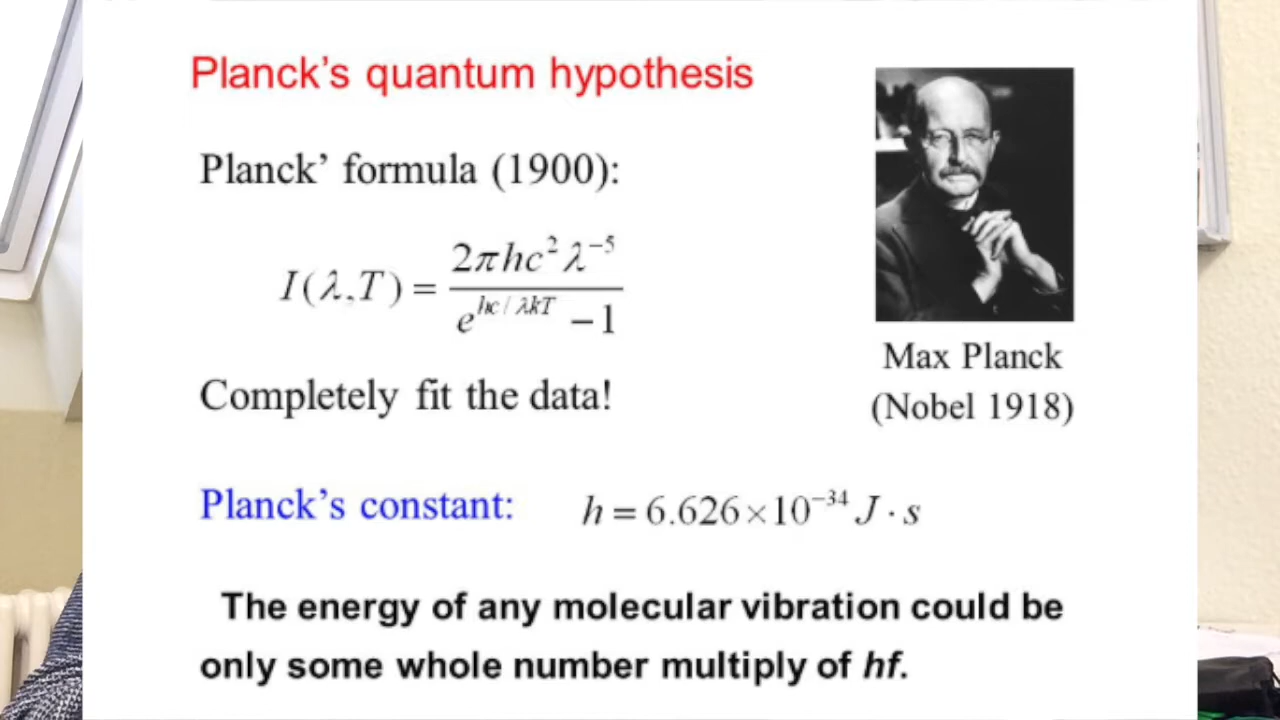 Planck's quantum hypothesis
Planck' formula (1900):
I(λ,T) = 2πhc² λ⁻⁵ / e^{hc / λkT} − 1
Completely fit the data!
Max Planck
(Nobel 1918)
Planck's constant: h = 6.626×10⁻³⁴ J · s
The energy of any molecular vibration could be
only some whole number multiply of hf.